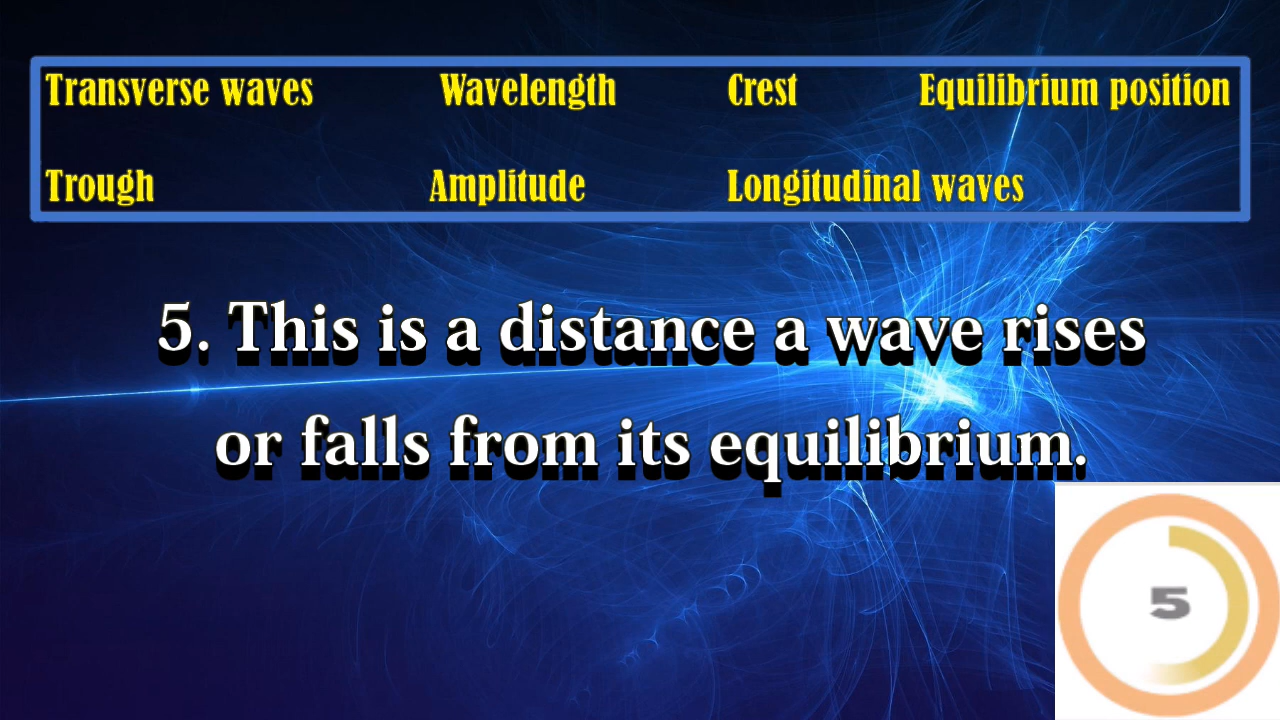 Transverse waves Wavelength Crest Equilibrium position
Trough Amplitude Longitudinal waves
5. This is a distance a wave rises
or falls from its equilibrium.
5